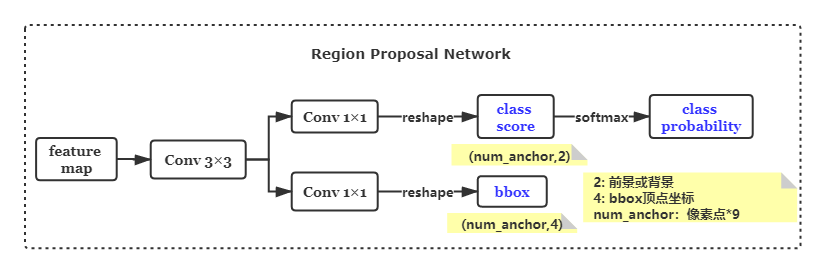 Region Proposal Network
feature
map
Conv 3×3
Conv 1×1
reshape
class
score
softmax
class
probability
(num_anchor,2)
Conv 1×1
reshape
bbox
(num_anchor,4)
2: 前景或背景
4: bbox顶点坐标
num_anchor：像素点*9